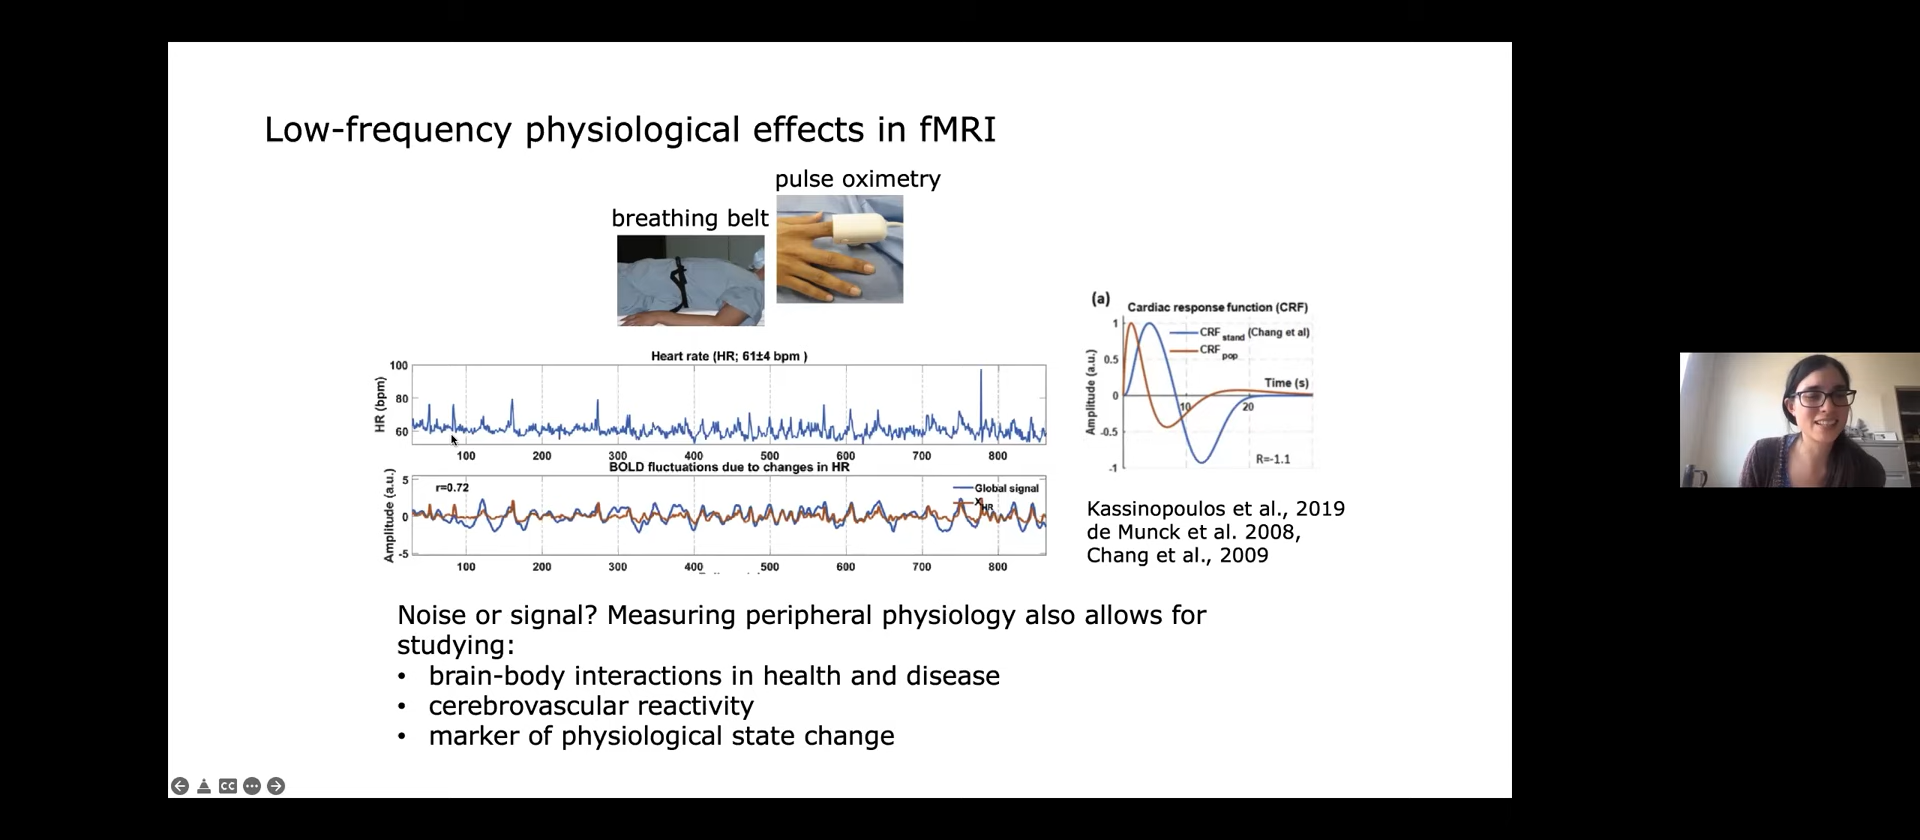 Low-frequency physiological effects in fMRI
pulse oximetry
breathing belt
(a)
Cardiac response function (CRF)
1
0.5
0
-0.5
-1
Amplitude (a.u.)
CRF stand (Chang et al)
CRF pop
Time (s)
10
20
R=-1.1
Heart rate (HR; 61±4 bpm )
HR (bpm)
100
80
60
100 200 300 400 500 600 700 800
BOLD fluctuations due to changes in HR
Amplitude (a.u.)
5
0
-5
r=0.72
Global signal
X HR
100 200 300 400 500 600 700 800
Kassinopoulos et al., 2019
de Munck et al. 2008,
Chang et al., 2009
Noise or signal? Measuring peripheral physiology also allows for
studying:
• brain-body interactions in health and disease
• cerebrovascular reactivity
• marker of physiological state change
CC